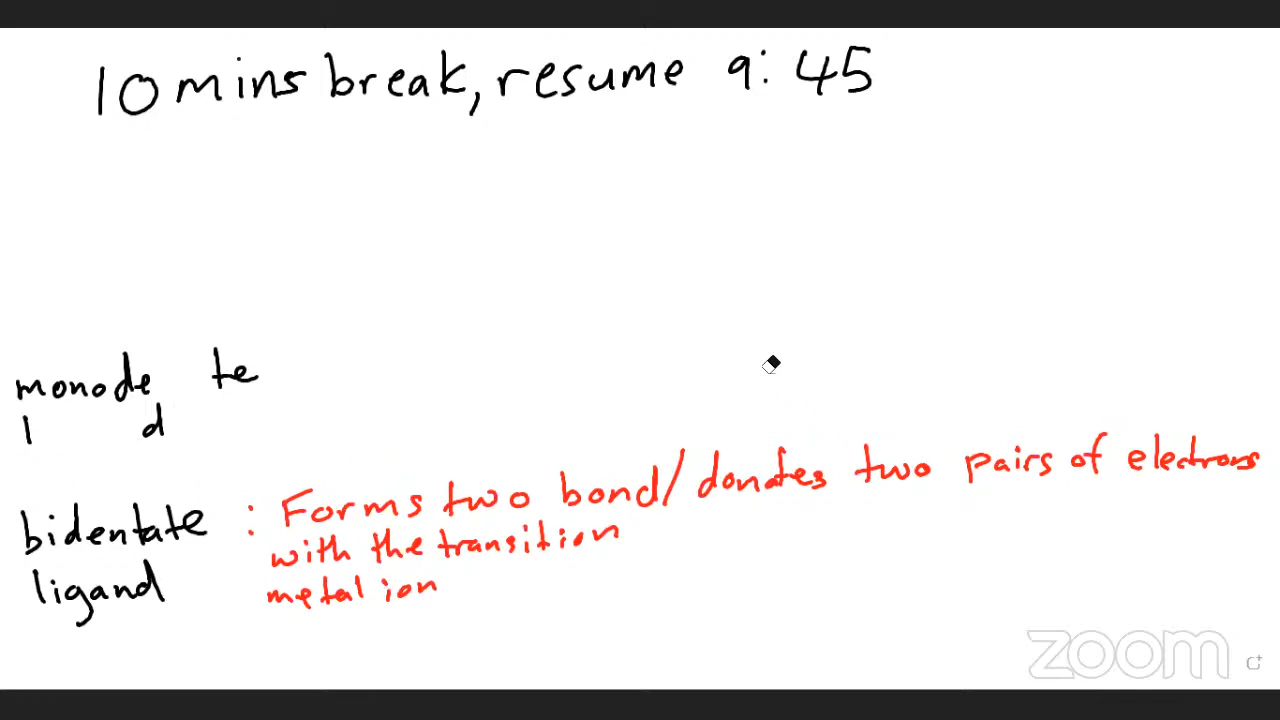 10 mins break, resume 9:45
monode te
l d
bidentate : Forms two bond/donates two pairs of electrons
with the transition
ligand
metal ion
zoom